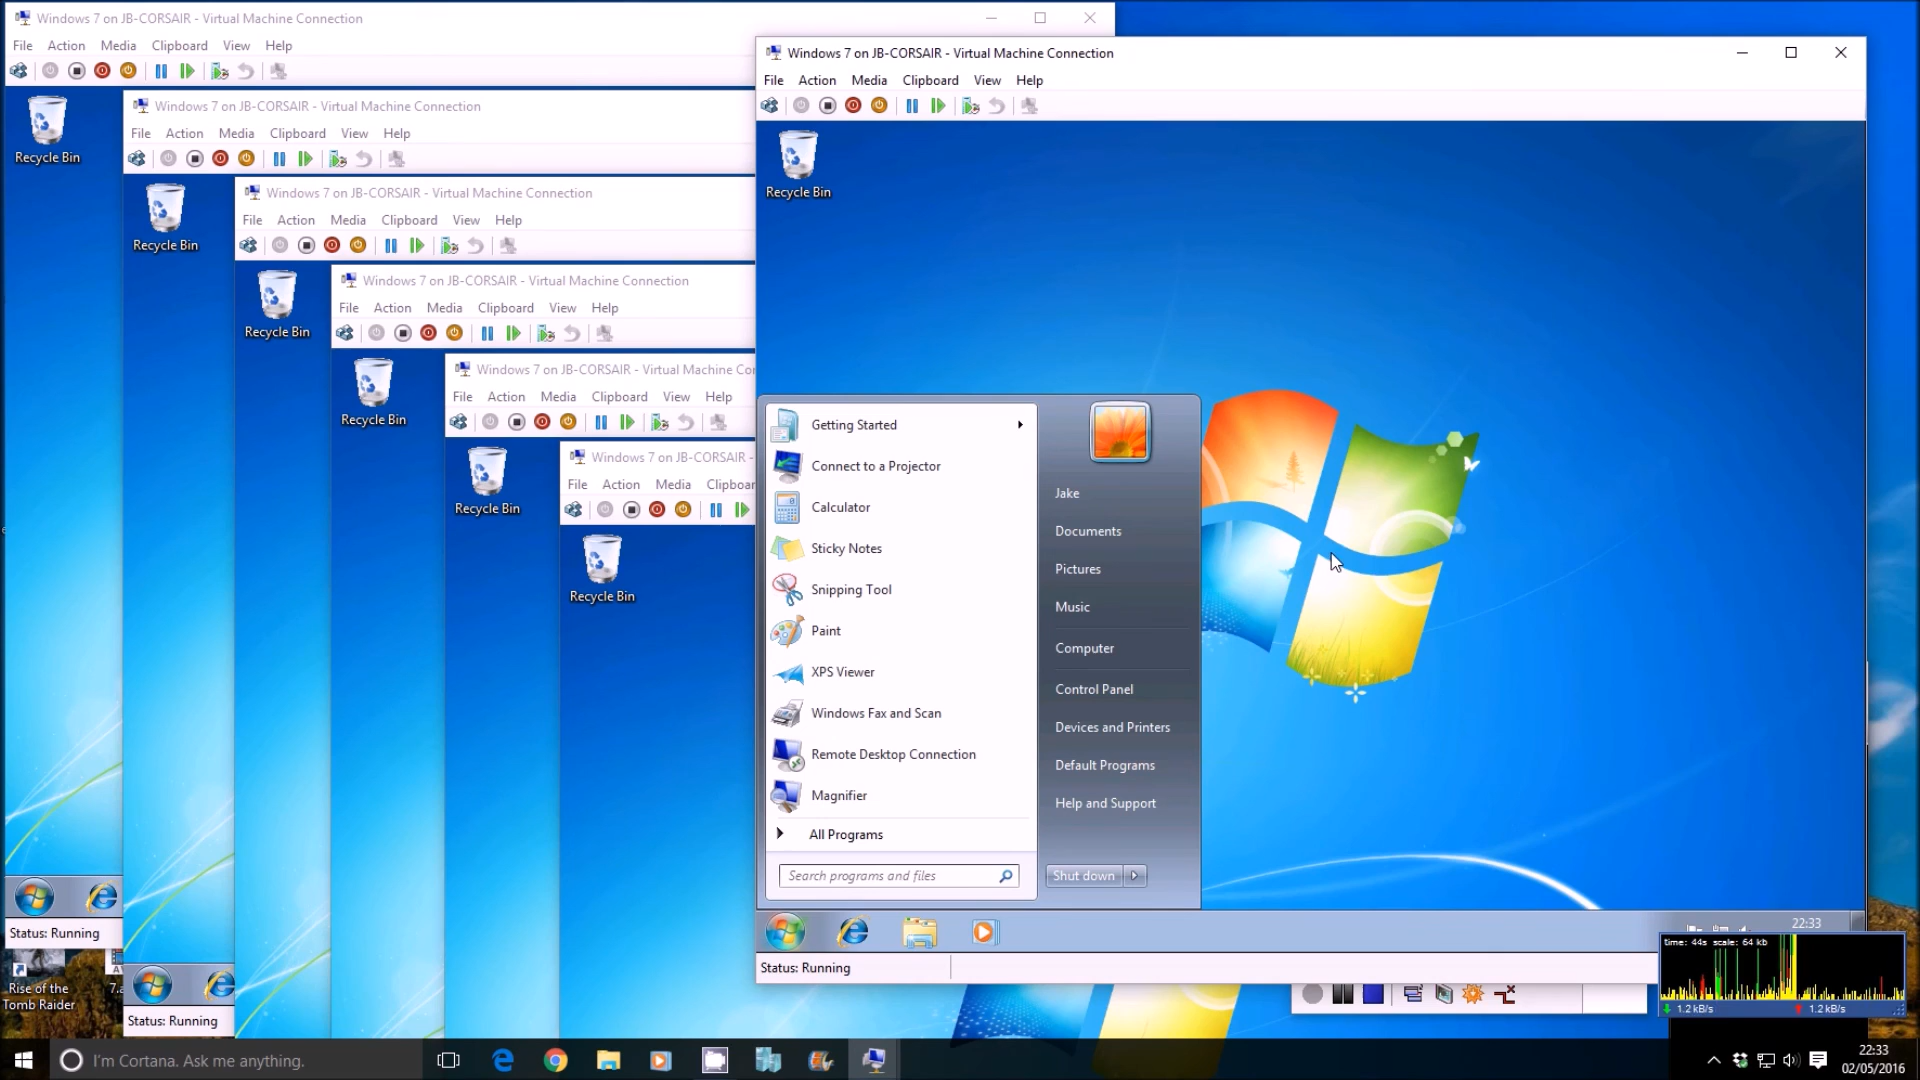 Windows 7 on JB-CORSAIR - Virtual Machine Connection
File Action Media Clipboard View Help
Recycle Bin
Status: Running
Windows 7 on JB-CORSAIR - Virtual Machine Connection
File Action Media Clipboard View Help
Recycle Bin
Status: Running
Windows 7 on JB-CORSAIR - Virtual Machine Connection
File Action Media Clipboard View Help
Recycle Bin
Windows 7 on JB-CORSAIR - Virtual Machine Connection
File Action Media Clipboard View Help
Recycle Bin
Windows 7 on JB-CORSAIR - Virtual Machine Cor
File Action Media Clipboard View Help
Recycle Bin
Windows 7 on JB-CORSAIR -
File Action Media Clipboar
Recycle Bin
Windows 7 on JB-CORSAIR - Virtual Machine Connection
File Action Media Clipboard View Help
Recycle Bin
Getting Started
Connect to a Projector
Calculator
Sticky Notes
Snipping Tool
Paint
XPS Viewer
Windows Fax and Scan
Remote Desktop Connection
Magnifier
All Programs
Search programs and files
Jake
Documents
Pictures
Music
Computer
Control Panel
Devices and Printers
Default Programs
Help and Support
Shut down
22:33
Status: Running
time: 44s scale: 64 kb
1.2 kB/s 1.2 kB/s
Rise of the
Tomb Raider
7.
I'm Cortana. Ask me anything.
22:33
02/05/2016